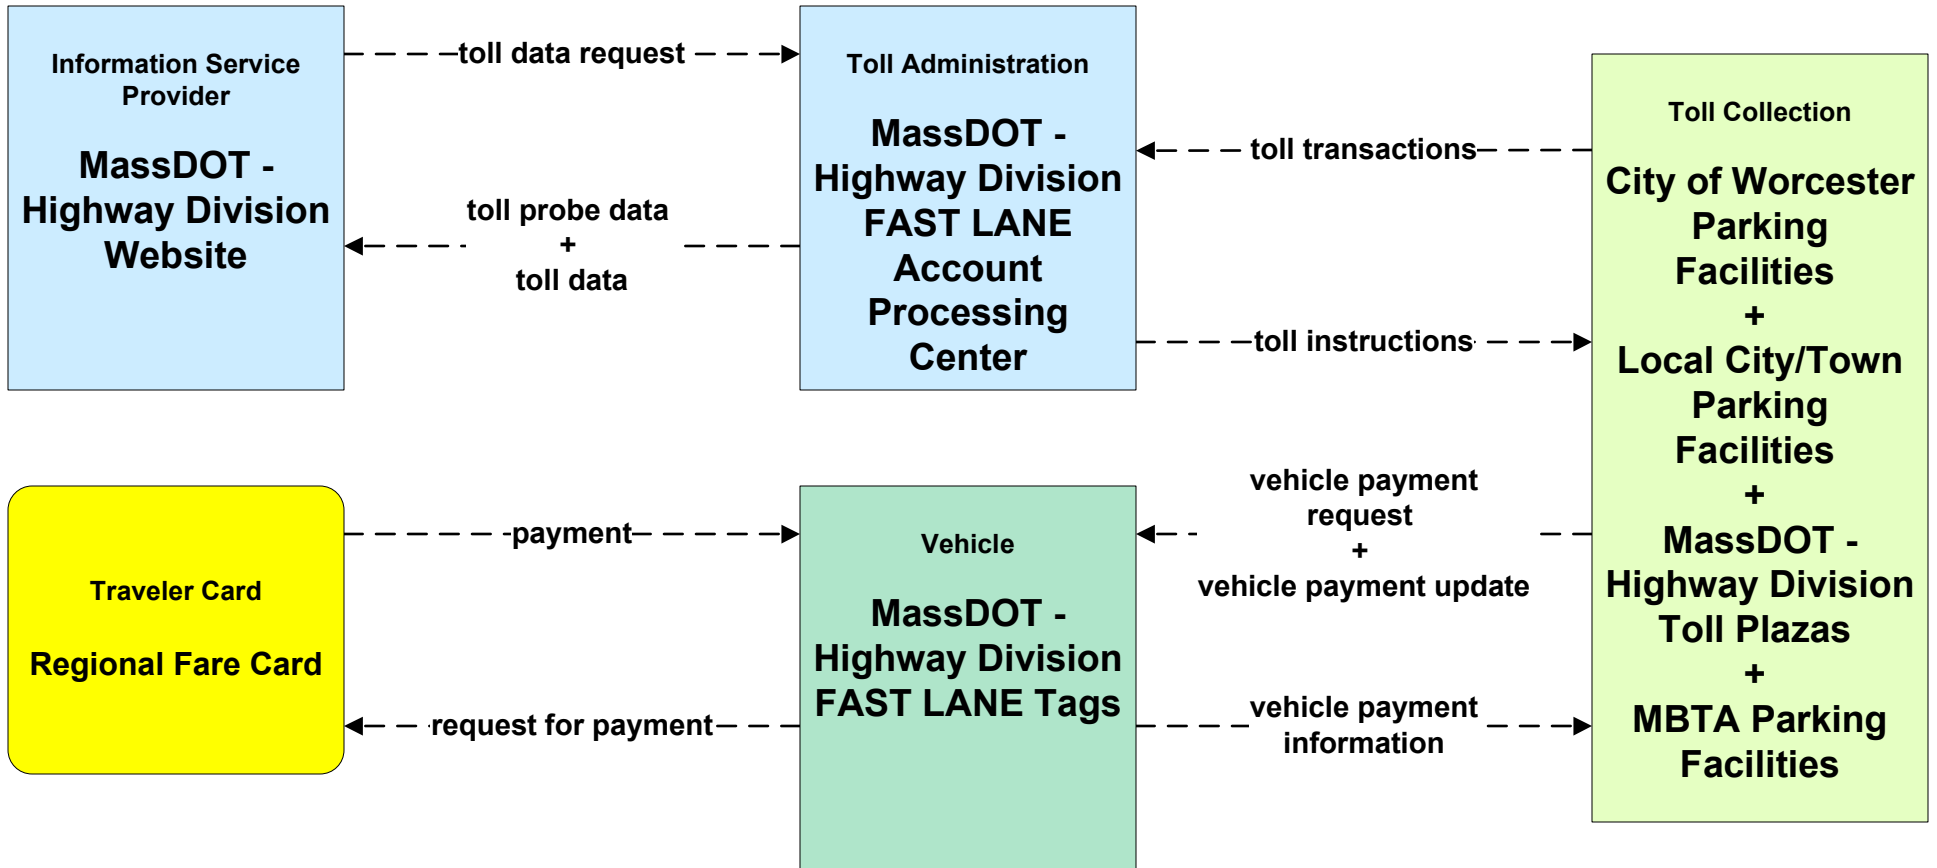 Information Service
Provider
MassDOT -
Highway Division
Website
toll data request
toll probe data
+
toll data
Toll Administration
MassDOT -
Highway Division
FAST LANE
Account
Processing
Center
toll transactions
toll instructions
Toll Collection
City of Worcester
Parking
Facilities
+
Local City/Town
Parking
Facilities
+
MassDOT -
Highway Division
Toll Plazas
+
MBTA Parking
Facilities
Traveler Card
Regional Fare Card
payment
request for payment
Vehicle
MassDOT -
Highway Division
FAST LANE Tags
vehicle payment
request
+
vehicle payment update
vehicle payment
information